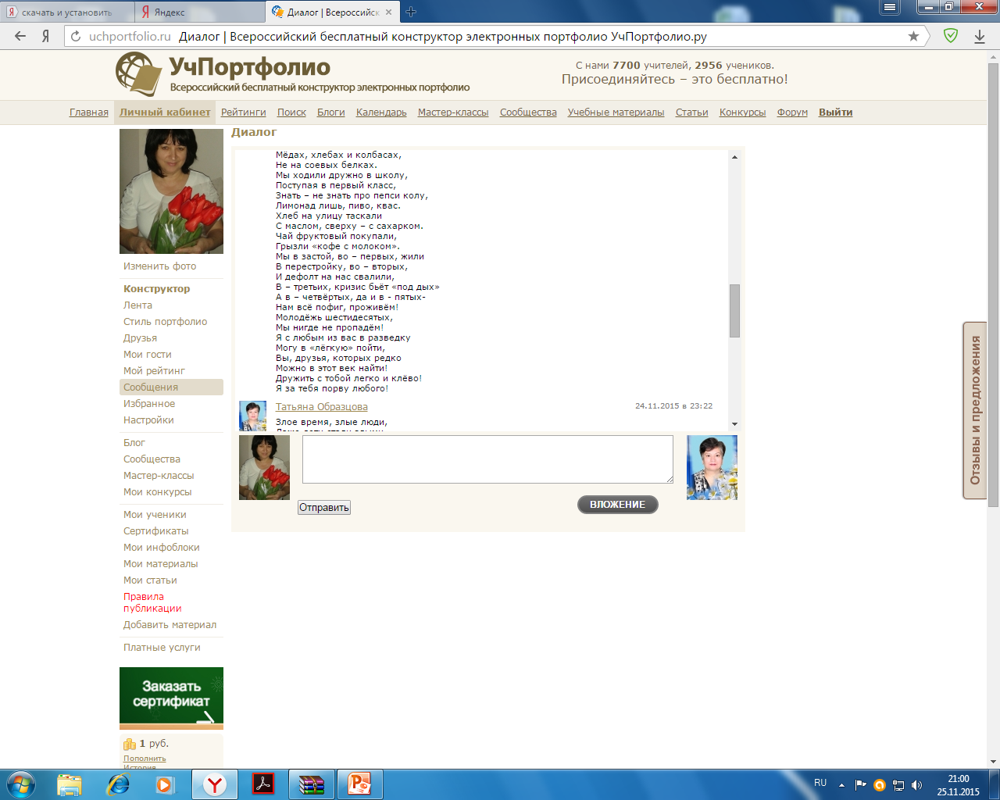 скачать и установить
Яндекс
Диалог | Всероссийск
uchportfolio.ru Диалог | Всероссийский бесплатный конструктор электронных портфолио УчПортфолио.ру
УчПортфолио
Всероссийский бесплатный конструктор электронных портфолио
С нами 7700 учителей, 2956 учеников.
Присоединяйтесь – это бесплатно!
Главная Личный кабинет Рейтинги Поиск Блоги Календарь Мастер-классы Сообщества Учебные материалы Статьи Конкурсы Форум Выйти
Изменить фото
Конструктор
Лента
Стиль портфолио
Друзья
Мои гости
Мой рейтинг
Сообщения
Избранное
Настройки
Блог
Сообщества
Мастер-классы
Мои конкурсы
Мои ученики
Сертификаты
Мои инфоблоки
Мои материалы
Мои статьи
Правила
публикации
Добавить материал
Платные услуги
Заказать
сертификат
1 руб.
Пополнить
История
Диалог
Мёдах, хлебах и колбасах,
Не на соевых белках.
Мы ходили дружно в школу,
Поступая в первый класс,
Знать – не знать про пепси колу,
Лимонад лишь, пиво, квас.
Хлеб на улицу таскали
С маслом, сверху – с сахарком.
Чай фруктовый покупали,
Грызли «кофе с молоком».
Мы в застой, во – первых, жили
В перестройку, во – вторых,
И дефолт на нас свалили,
В – третьих, кризис бьёт «под дых»
А в – четвёртых, да и в - пятых-
Нам всё пофиг, проживём!
Молодёжь шестидесятых,
Мы нигде не пропадём!
Я с любым из вас в разведку
Могу в «лёгкую» пойти,
Вы, друзья, которых редко
Можно в этот век найти!
Дружить с тобой легко и клёво!
Я за тебя порву любого!
Татьяна Образцова 24.11.2015 в 23:22
Злое время, злые люди,
Отправить
ВЛОЖЕНИЕ
Отзывы и предложения
RU
21:00
25.11.2015